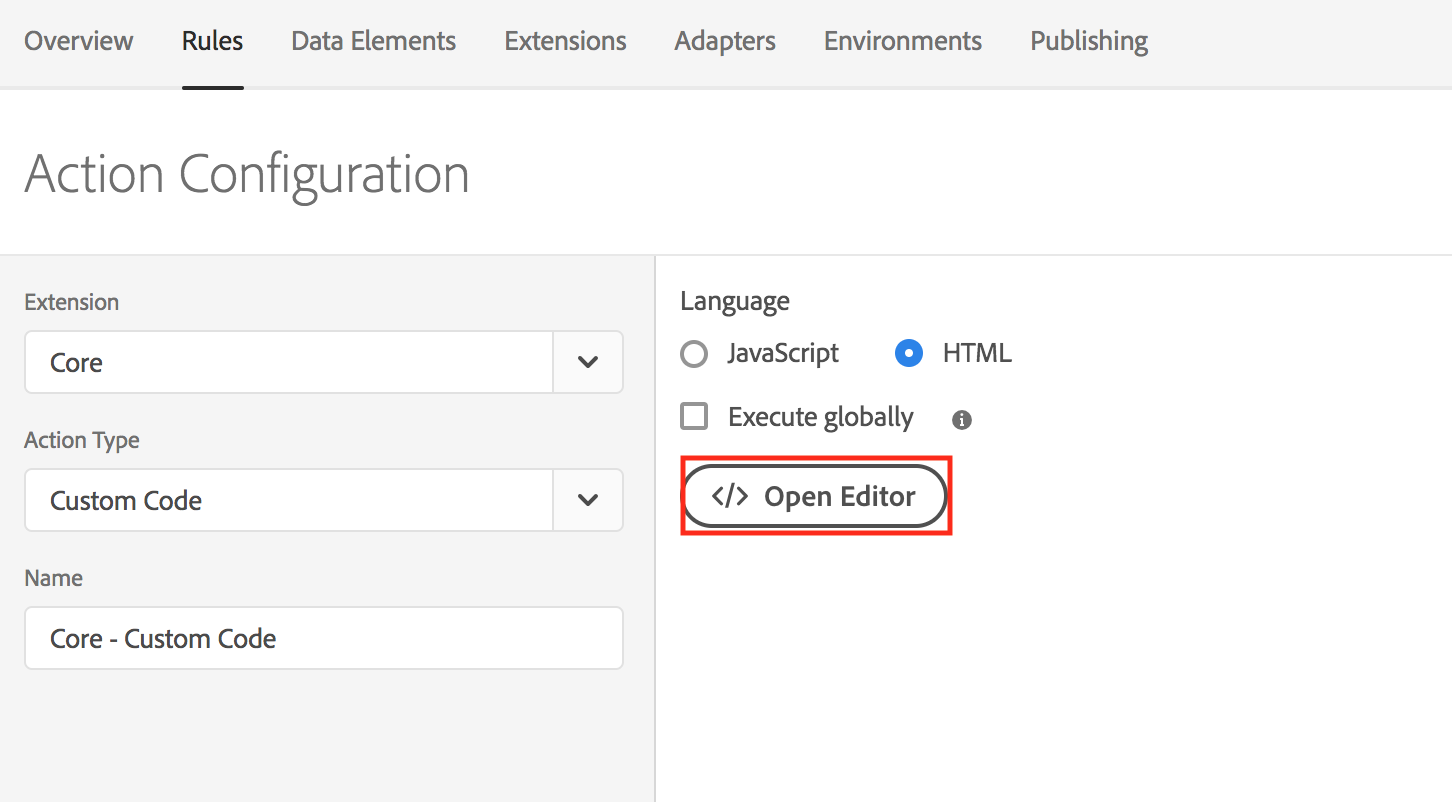 Overview Rules Data Elements Extensions Adapters Environments Publishing
Action Configuration
Extension
Core
Action Type
Custom Code
Name
Core - Custom Code
Language
JavaScript HTML
Execute globally
</> Open Editor